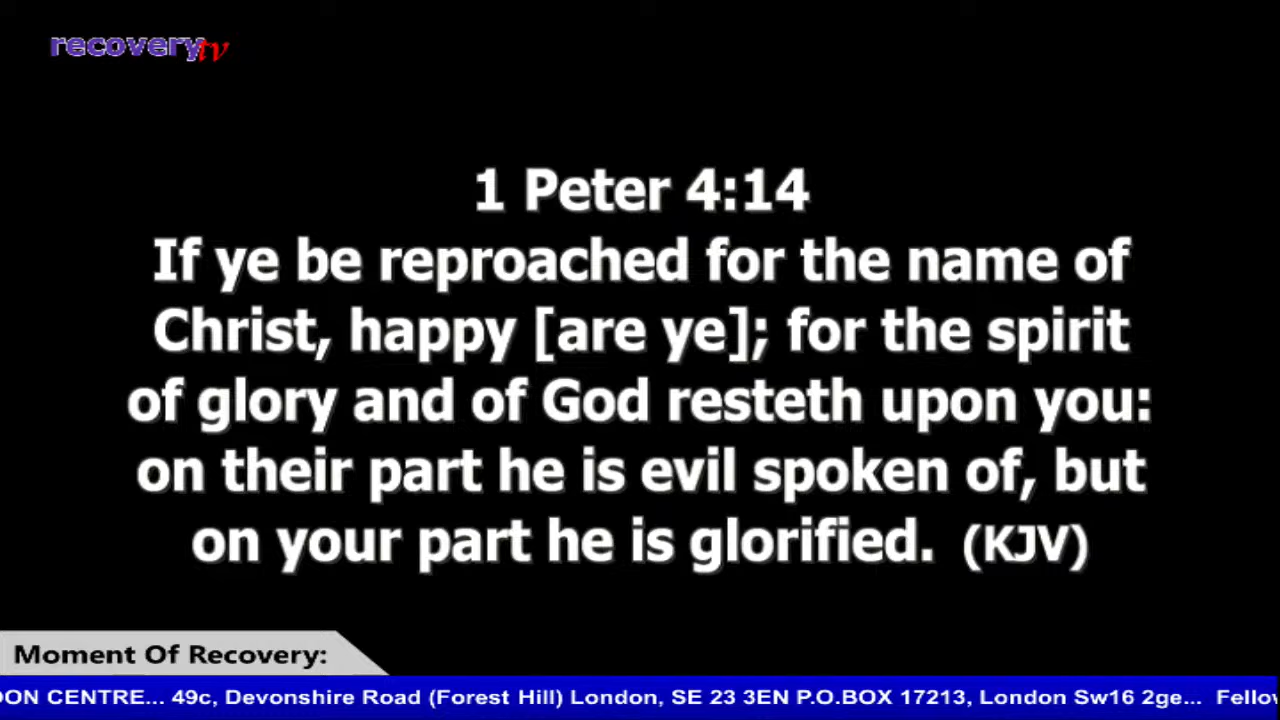 recoverytv
1 Peter 4:14
If ye be reproached for the name of
Christ, happy [are ye]; for the spirit
of glory and of God resteth upon you:
on their part he is evil spoken of, but
on your part he is glorified. (KJV)
Moment Of Recovery:
DON CENTRE... 49c, Devonshire Road (Forest Hill) London, SE 23 3EN P.O.BOX 17213, London Sw16 2ge... Fellov